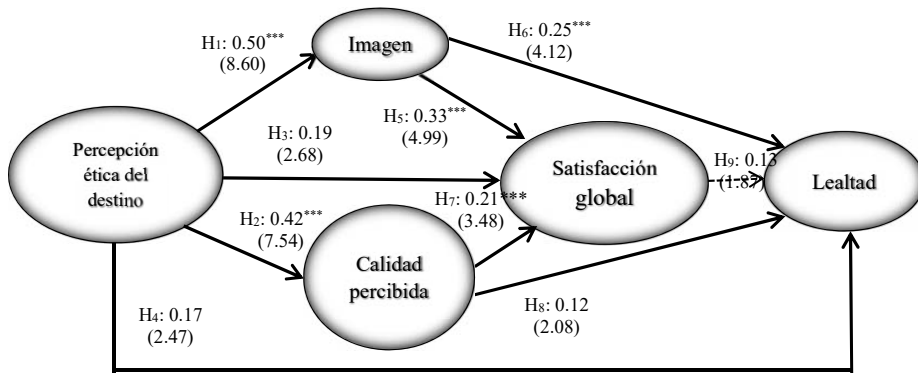 H₁: 0.50***
(8.60)
Imagen
H₆: 0.25***
(4.12)
H₅: 0.33***
(4.99)
H₃: 0.19
(2.68)
Percepción
ética del
destino
Satisfacción
global
H₉: 0.13
(1.87)
Lealtad
H₇: 0.21***
(3.48)
H₂: 0.42***
(7.54)
Calidad
percibida
H₄: 0.17
(2.47)
H₈: 0.12
(2.08)